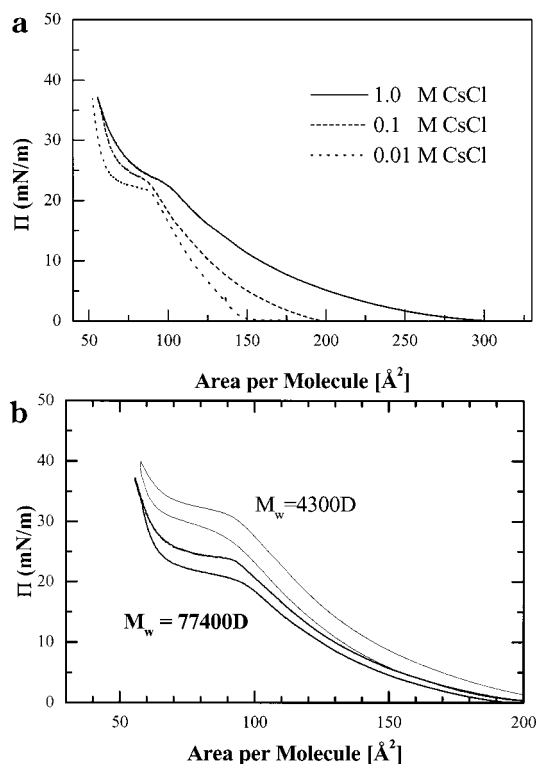 a
50
40
30
20
10
0
Π (mN/m)
1.0 M CsCl
0.1 M CsCl
0.01 M CsCl
50 100 150 200 250 300
Area per Molecule [Å²]
b
50
40
30
20
10
0
Π (mN/m)
M_w=4300D
M_w = 77400D
50 100 150 200
Area per Molecule [Å²]